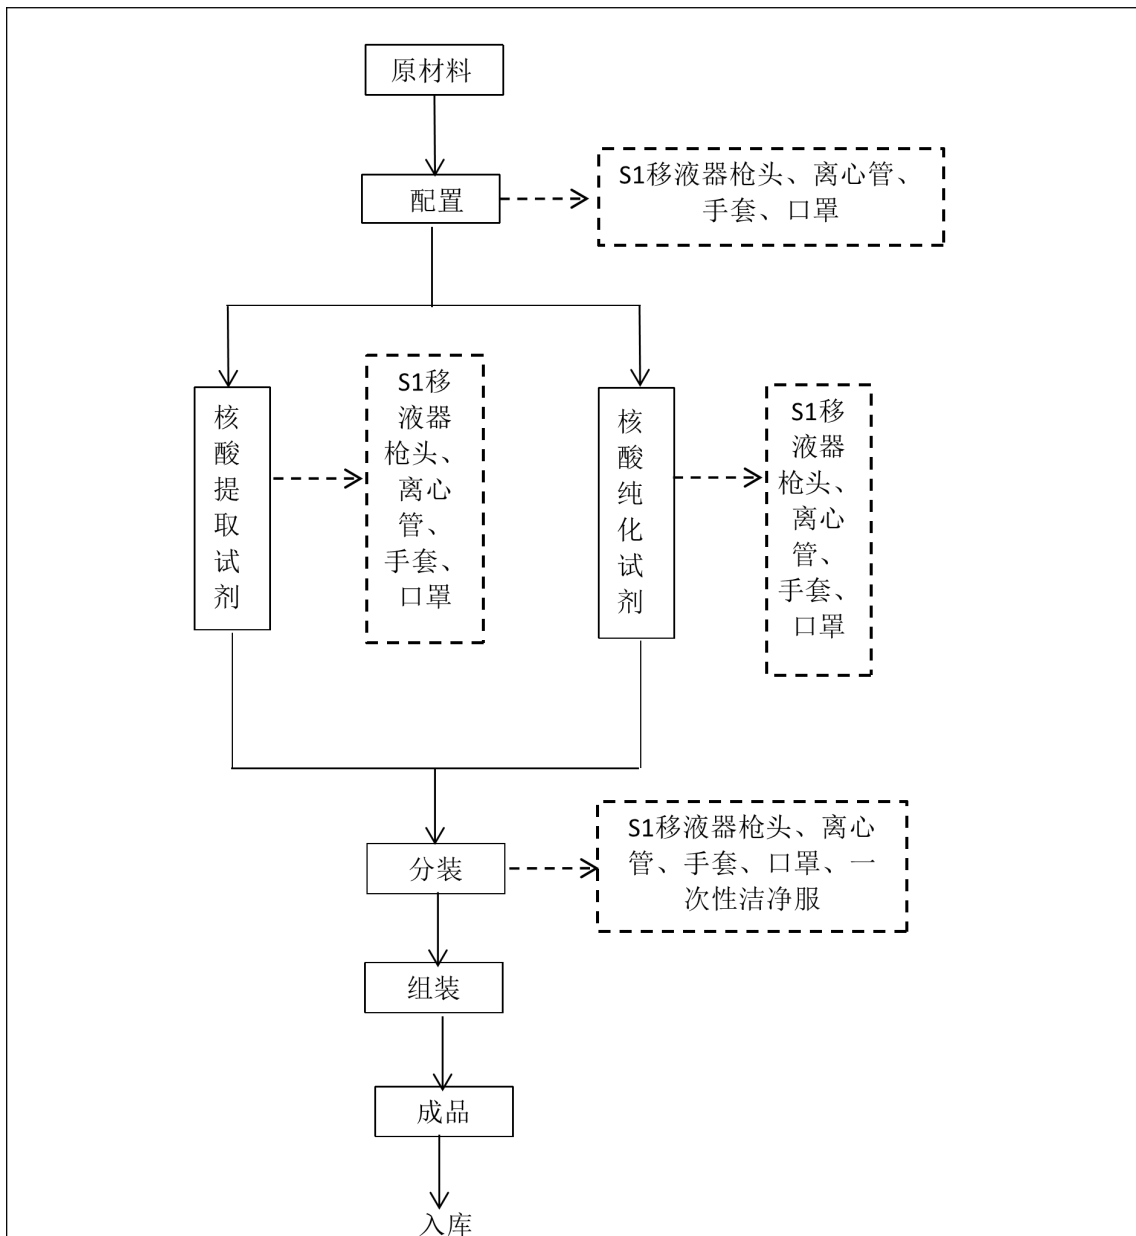 原材料
S1移液器枪头、离心管、
手套、口罩
配置
核
酸
提
取
试
剂
S1移
液器
枪头、
离心
管、
手套、
口罩
核
酸
纯
化
试
剂
S1移
液器
枪头、
离心
管、
手套、
口罩
分装
S1移液器枪头、离心
管、手套、口罩、一
次性洁净服
组装
成品
入库